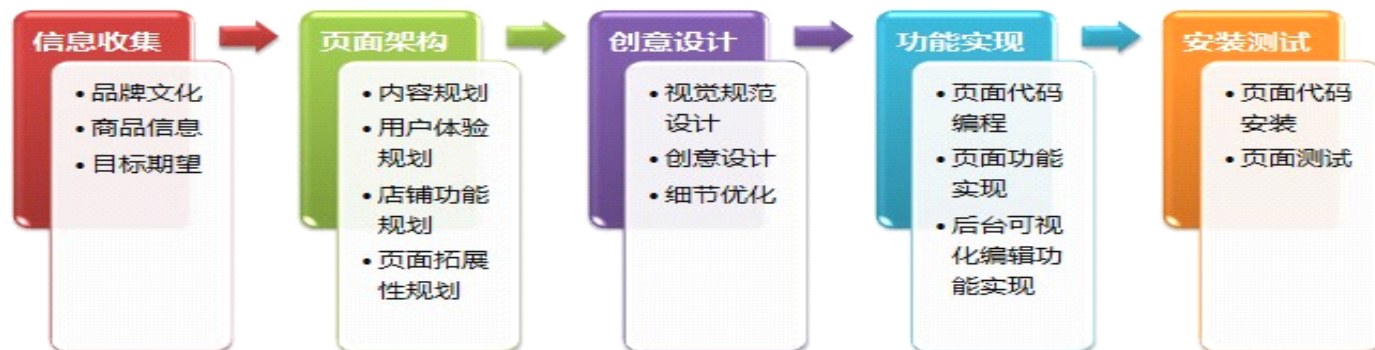 信息收集
• 品牌文化
• 商品信息
• 目标期望
页面架构
• 内容规划
• 用户体验
规划
• 店铺功能
规划
• 页面拓展
性规划
创意设计
• 视觉规范
设计
• 创意设计
• 细节优化
功能实现
• 页面代码
编程
• 页面功能
实现
• 后台可视
化编辑功
能实现
安装测试
• 页面代码
安装
• 页面测试